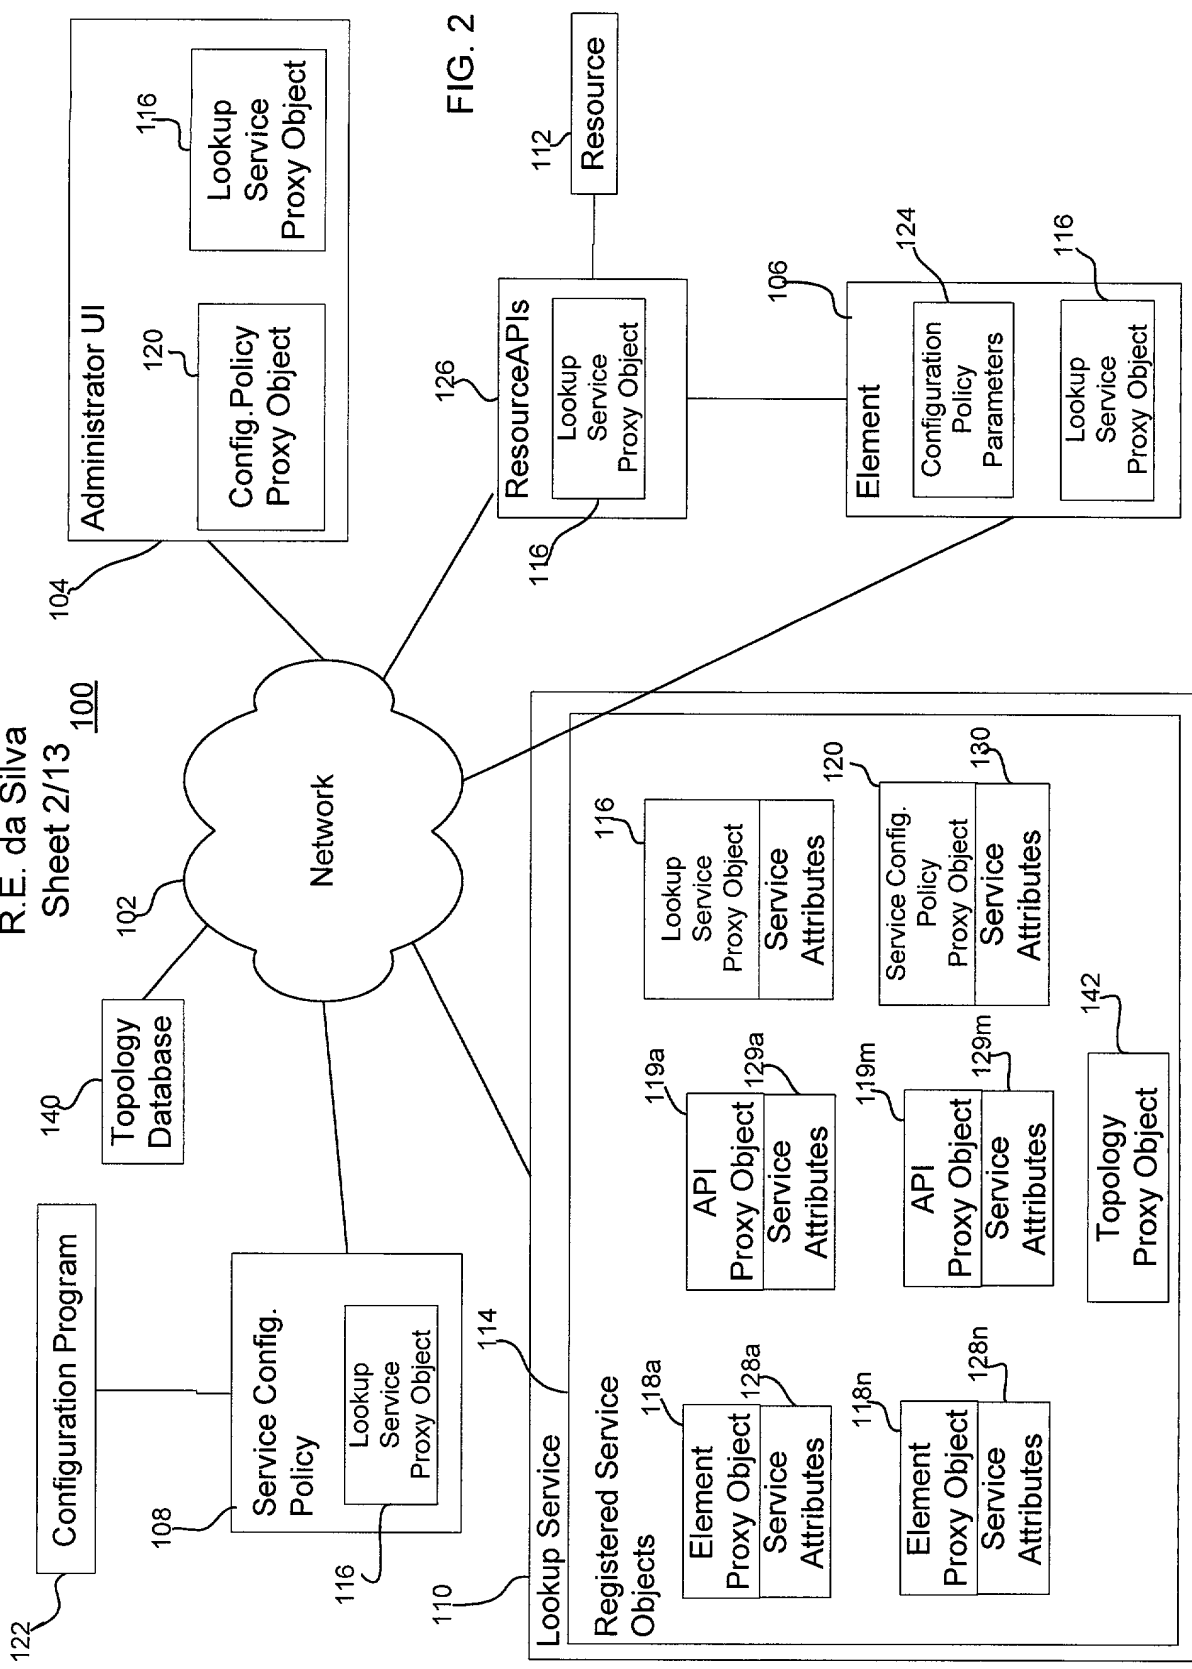 R.E. da Silva
Sheet 2/13
100
122
Configuration Program
140
Topology
Database
102
Network
104
Administrator UI
120
Config.Policy
Proxy Object
116
Lookup
Service
Proxy Object
FIG. 2
108
Service Config.
Policy
Lookup
Service
Proxy Object
116
126
ResourceAPIs
Lookup
Service
Proxy Object
116
112
Resource
110
Lookup Service
114
Registered Service
Objects
118a
Element
Proxy Object
128a
Service
Attributes
118n
Element
Proxy Object
128n
Service
Attributes
119a
API
Proxy Object
129a
Service
Attributes
119m
API
Proxy Object
129m
Service
Attributes
116
Lookup
Service
Proxy Object
Service
Attributes
120
Service Config.
Policy
Proxy Object
130
Service
Attributes
142
Topology
Proxy Object
106
Element
124
Configuration
Policy
Parameters
116
Lookup
Service
Proxy Object